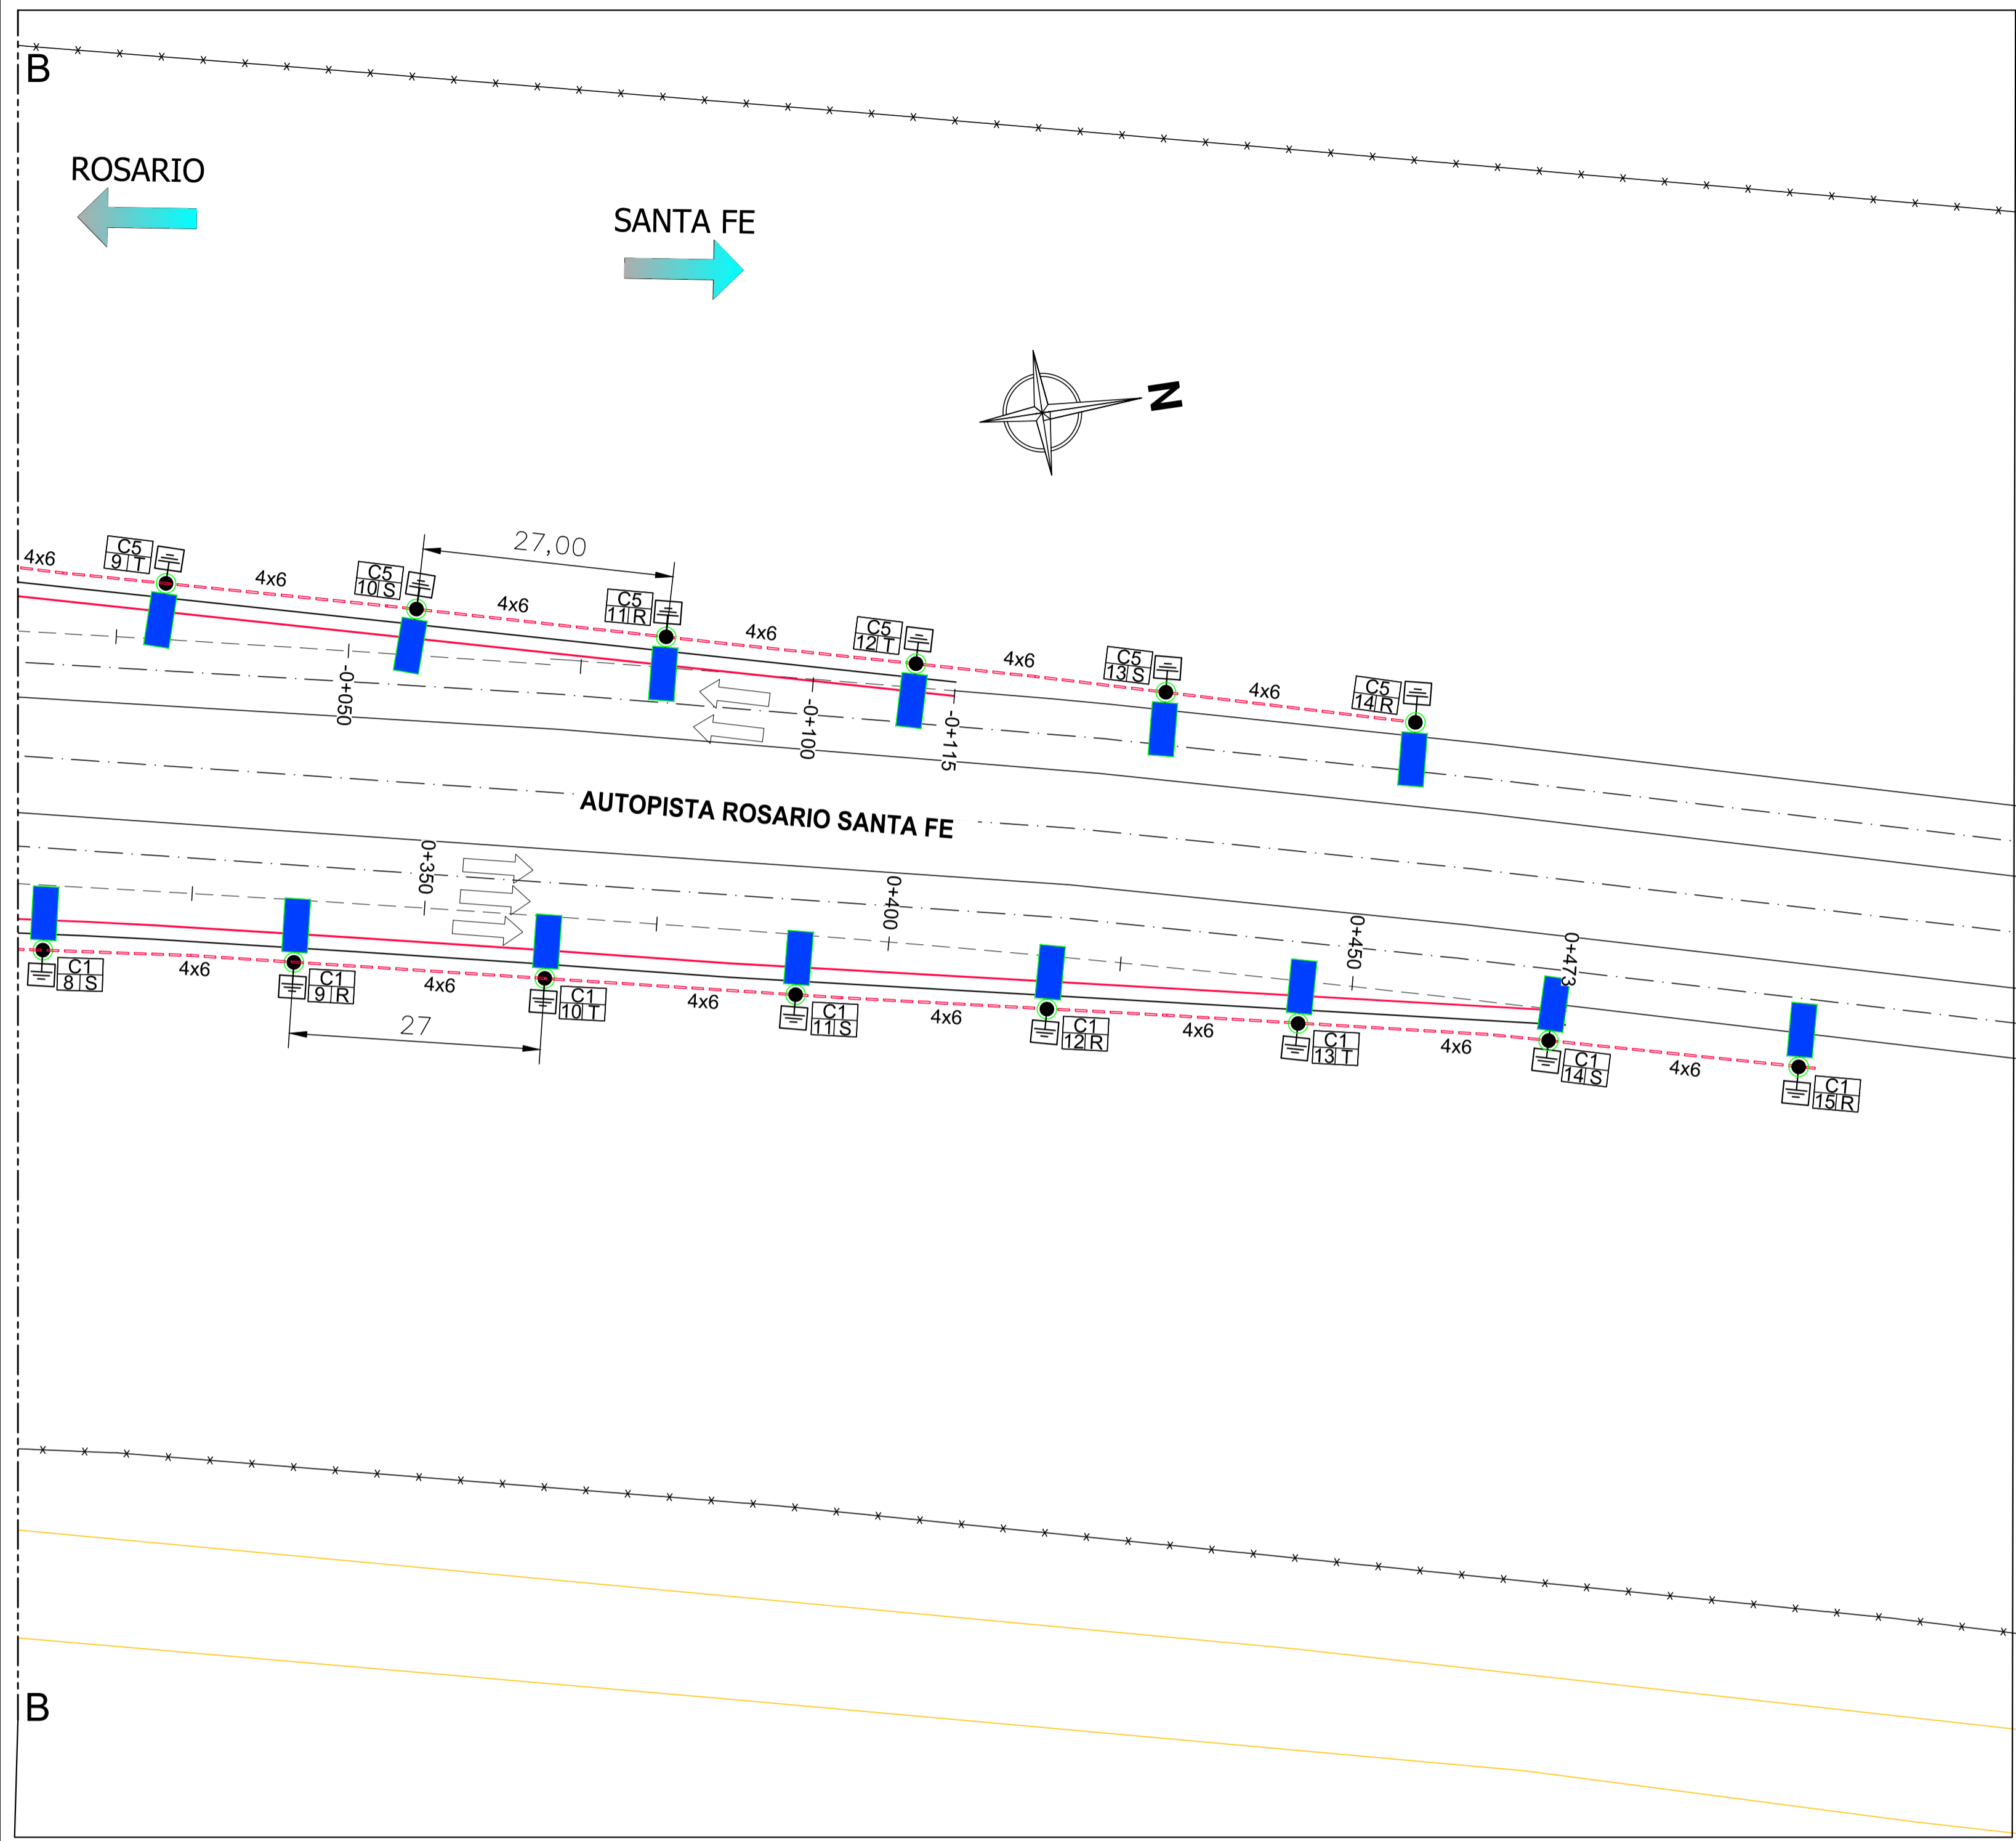 B
ROSARIO
SANTA FE
N
27,00
C5
9 T
C5
10 S
C5
11 R
C5
12 T
C5
13 S
C5
14 R
4x6
4x6
4x6
4x6
4x6
4x6
-0+050
-0+100
-0+115
AUTOPISTA ROSARIO SANTA FE
0+350
0+400
0+450
0+473
C1
8 S
C1
9 R
C1
10 T
C1
11 S
C1
12 R
C1
13 T
C1
14 S
C1
15 R
4x6
4x6
4x6
4x6
4x6
4x6
4x6
27
B